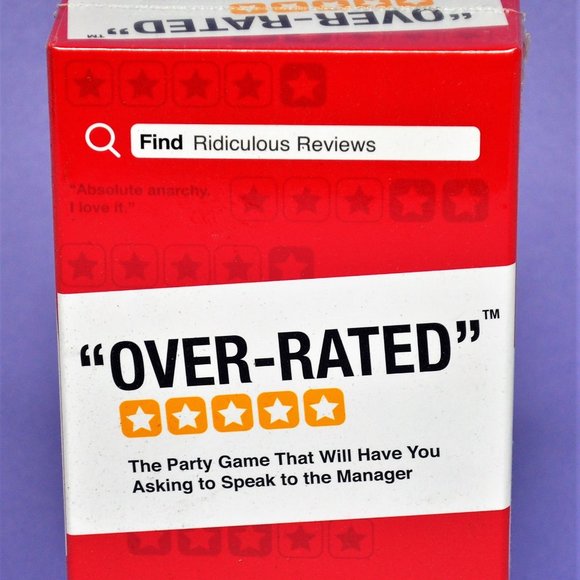 "OVER-RATED"™
Find Ridiculous Reviews
"Absolute anarchy.
I love it."
"OVER-RATED"™
The Party Game That Will Have You
Asking to Speak to the Manager